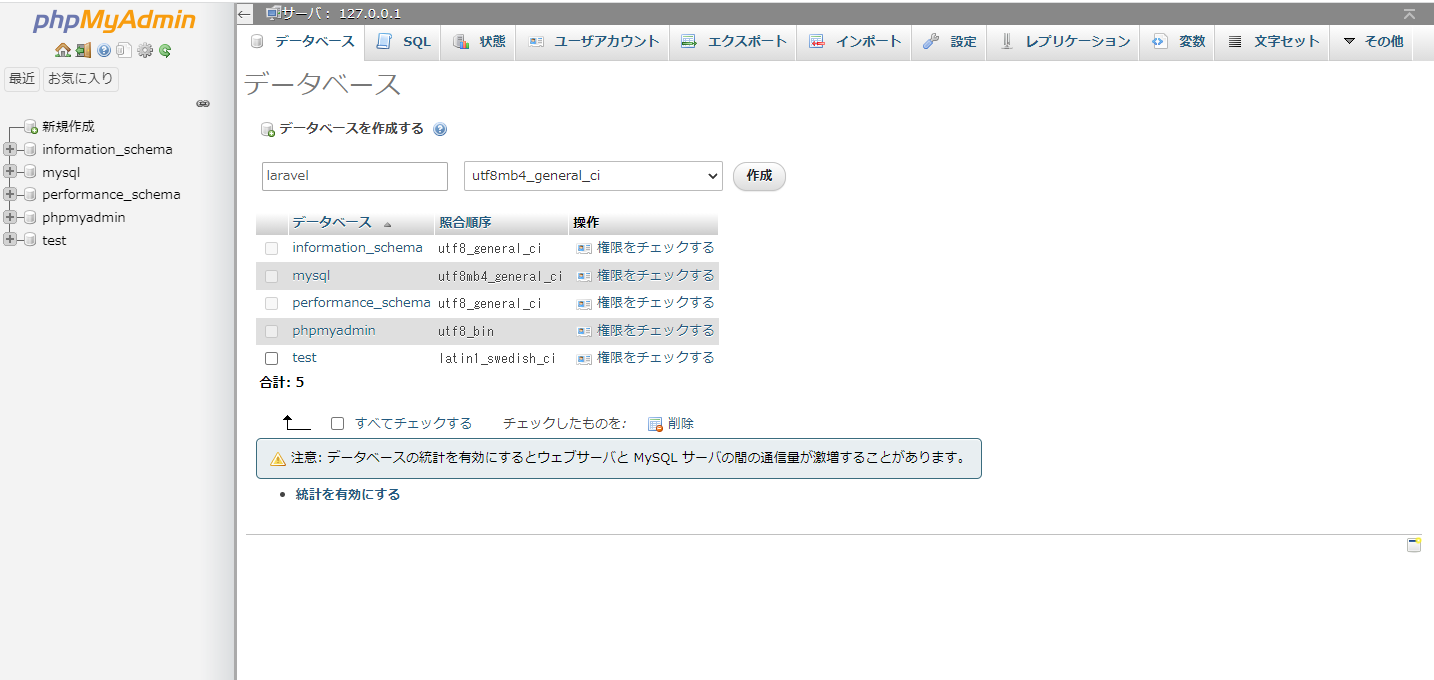 phpMyAdmin
最近 お気に入り
新規作成
information_schema
mysql
performance_schema
phpmyadmin
test
サーバ: 127.0.0.1
データベース SQL 状態 ユーザアカウント エクスポート インポート 設定 レプリケーション 変数 文字セット その他
データベース
データベースを作成する
laravel utf8mb4_general_ci 作成
データベース 照合順序 操作
information_schema utf8_general_ci 権限をチェックする
mysql utf8mb4_general_ci 権限をチェックする
performance_schema utf8_general_ci 権限をチェックする
phpmyadmin utf8_bin 権限をチェックする
test latin1_swedish_ci 権限をチェックする
合計: 5
すべてチェックする チェックしたものを: 削除
注意: データベースの統計を有効にするとウェブサーバと MySQL サーバの間の通信量が激増することがあります。
• 統計を有効にする